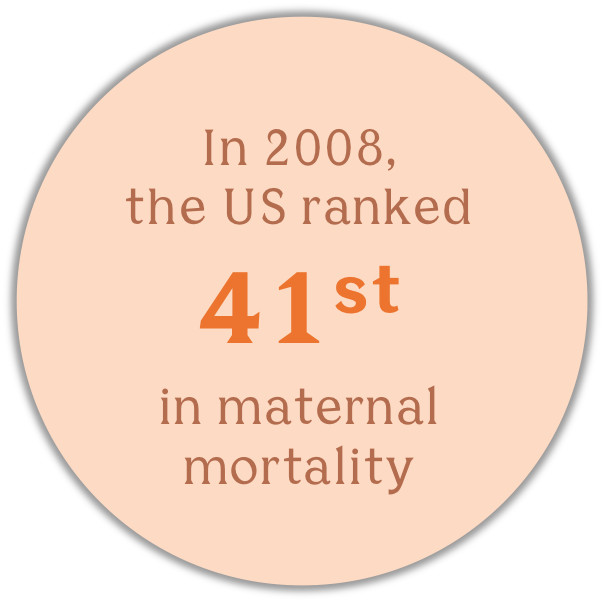 In 2008,
the US ranked
41st
in maternal
mortality